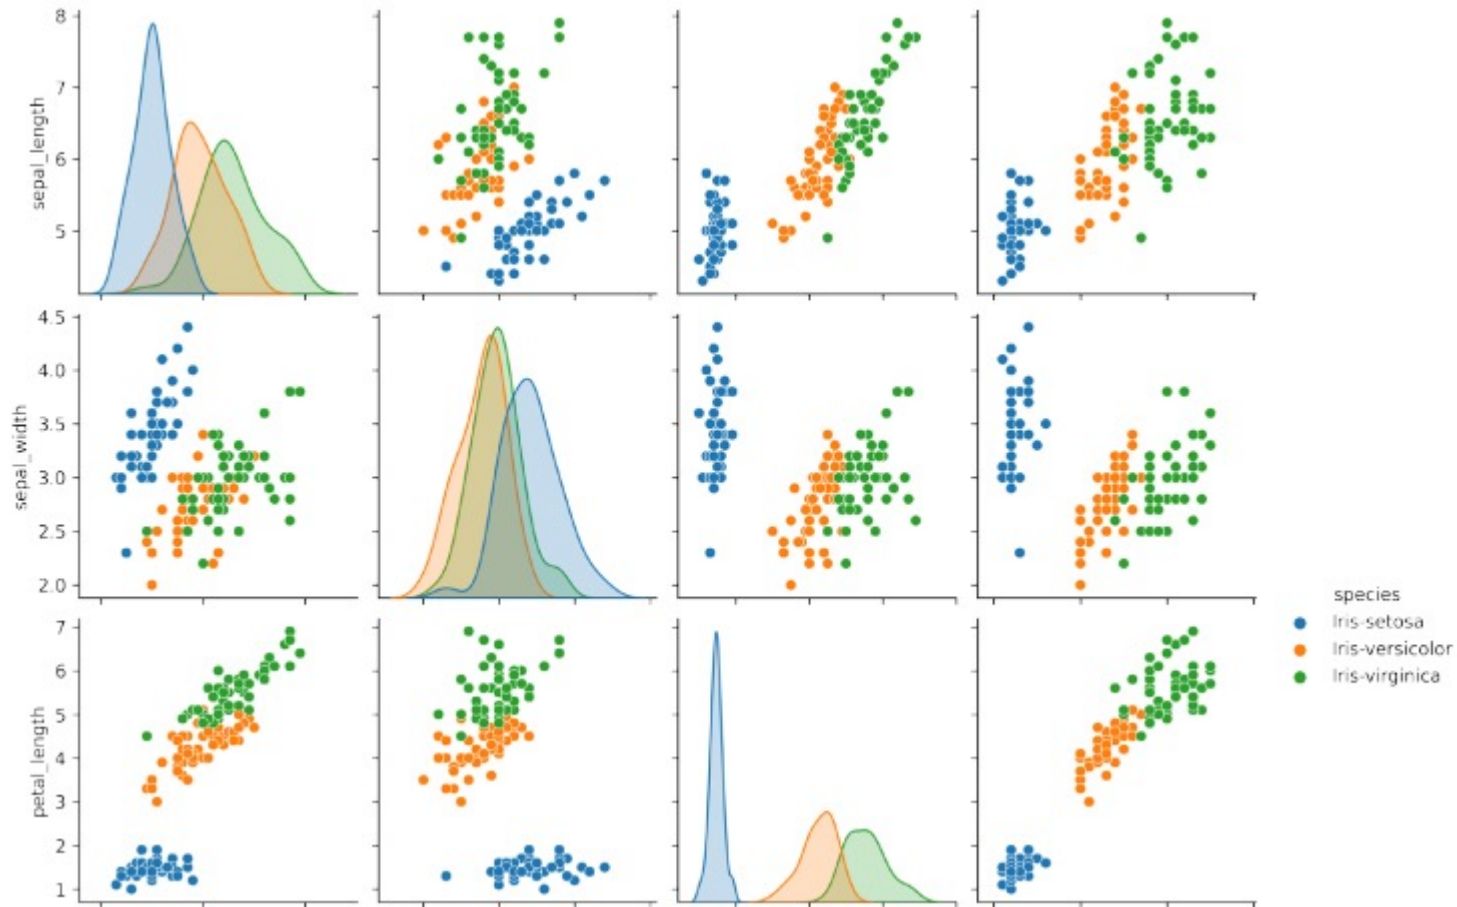 8
7
6
5
sepal_length
4.5
4.0
3.5
3.0
2.5
2.0
sepal_width
7
6
5
4
3
2
1
petal_length
species
Iris-setosa
Iris-versicolor
Iris-virginica